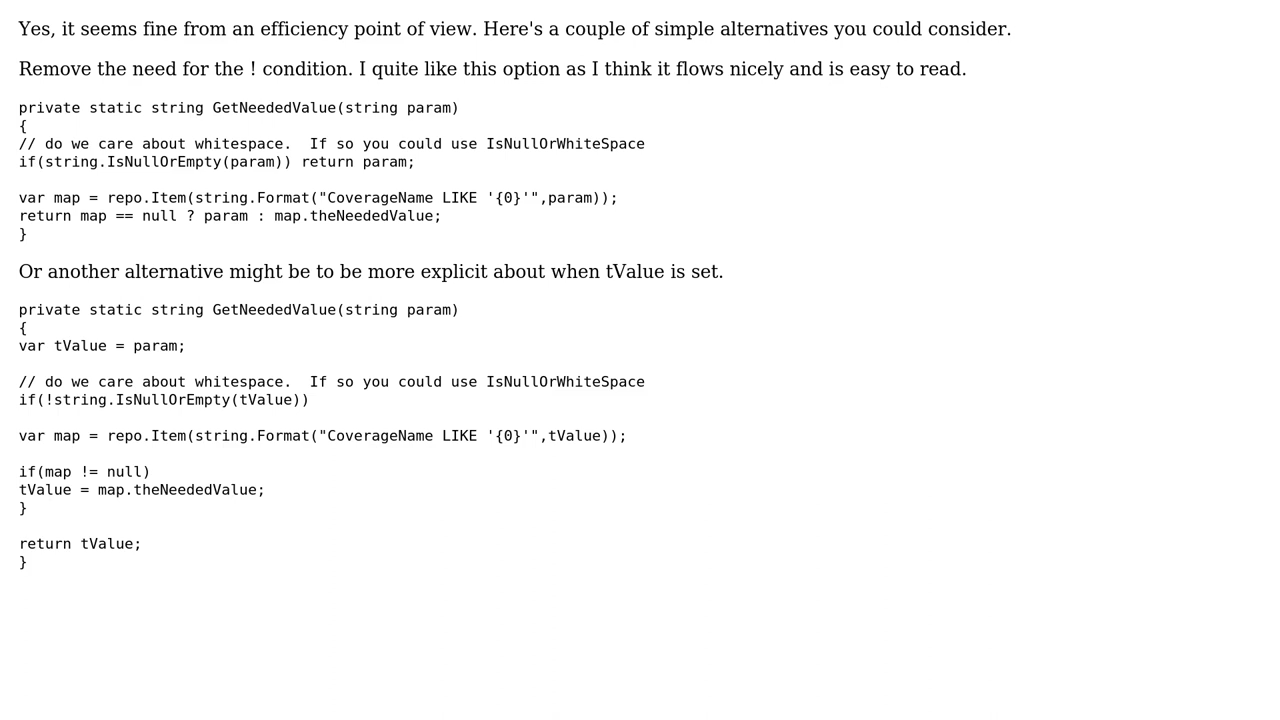 Yes, it seems fine from an efficiency point of view. Here's a couple of simple alternatives you could consider.
Remove the need for the ! condition. I quite like this option as I think it flows nicely and is easy to read.
private static string GetNeededValue(string param)
{
// do we care about whitespace.  If so you could use IsNullOrWhiteSpace
if(string.IsNullOrEmpty(param)) return param;
var map = repo.Item(string.Format("CoverageName LIKE '{0}'",param));
return map == null ? param : map.theNeededValue;
}
Or another alternative might be to be more explicit about when tValue is set.
private static string GetNeededValue(string param)
{
var tValue = param;
// do we care about whitespace.  If so you could use IsNullOrWhiteSpace
if(!string.IsNullOrEmpty(tValue))
var map = repo.Item(string.Format("CoverageName LIKE '{0}'",tValue));
if(map != null)
tValue = map.theNeededValue;
}
return tValue;
}